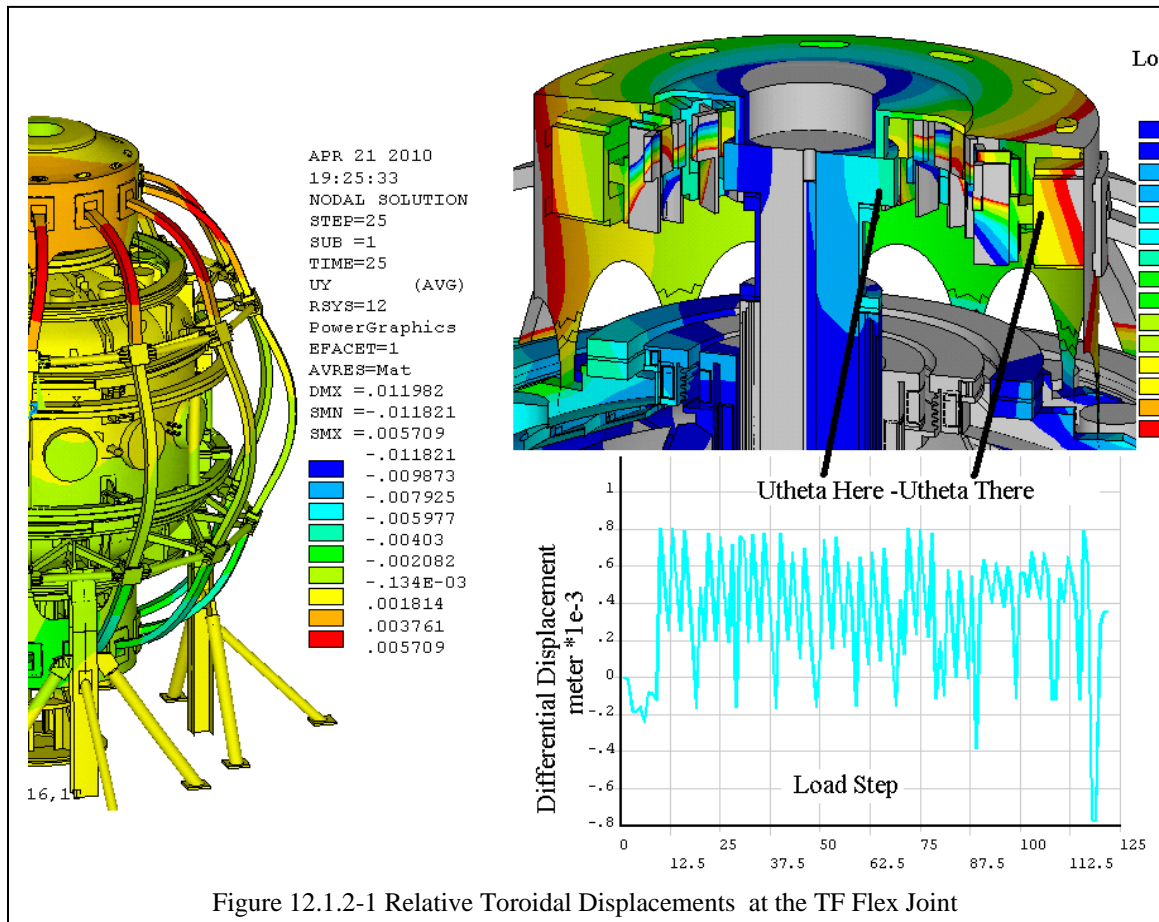 Lo
APR 21 2010
19:25:33
NODAL SOLUTION
STEP=25
SUB =1
TIME=25
UY (AVG)
RSYS=12
PowerGraphics
EFACET=1
AVRES=Mat
DMX =.011982
SMN =-.011821
SMX =.005709
-.011821
-.009873
-.007925
-.005977
-.00403
-.002082
-.134E-03
.001814
.003761
.005709
X
MN
16,1
Utheta Here -Utheta There
Differential Displacement
meter *1e-3
1
.8
.6
.4
.2
0
-.2
-.4
-.6
-.8
Load Step
0 25 50 75 100 125
12.5 37.5 62.5 87.5 112.5
Figure 12.1.2-1 Relative Toroidal Displacements at the TF Flex Joint